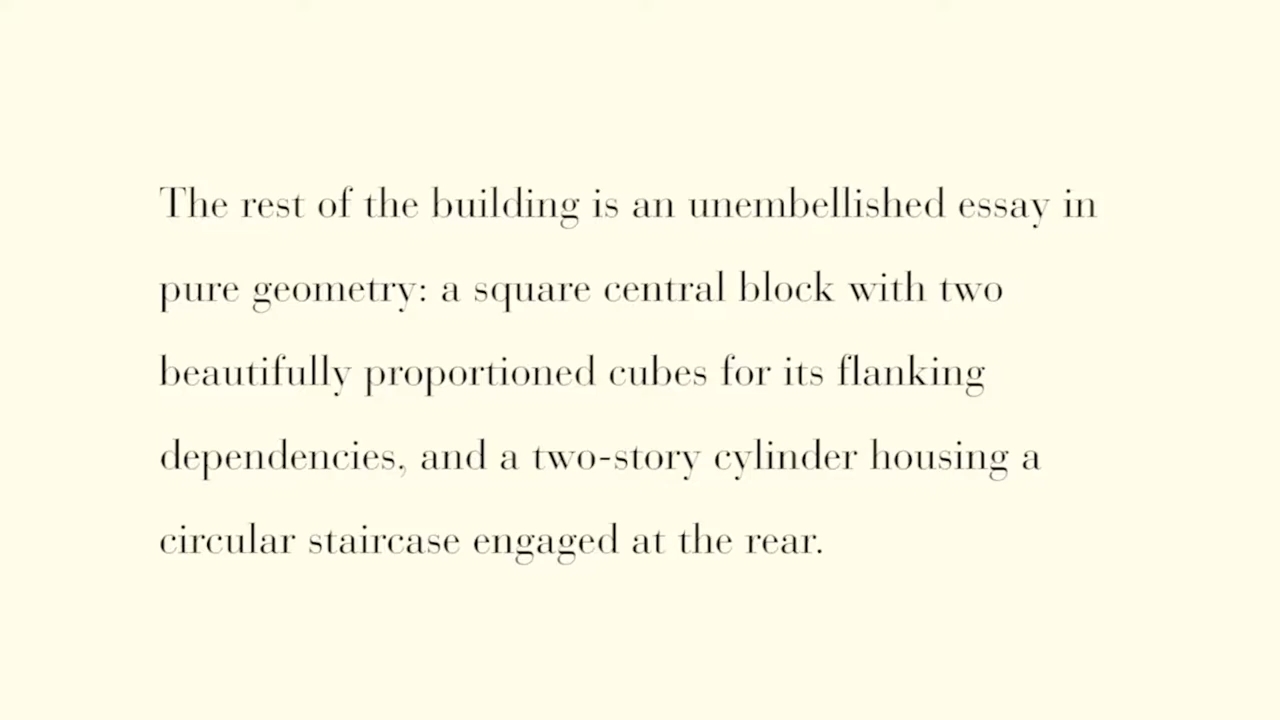 The rest of the building is an unembellished essay in
pure geometry: a square central block with two
beautifully proportioned cubes for its flanking
dependencies, and a two-story cylinder housing a
circular staircase engaged at the rear.